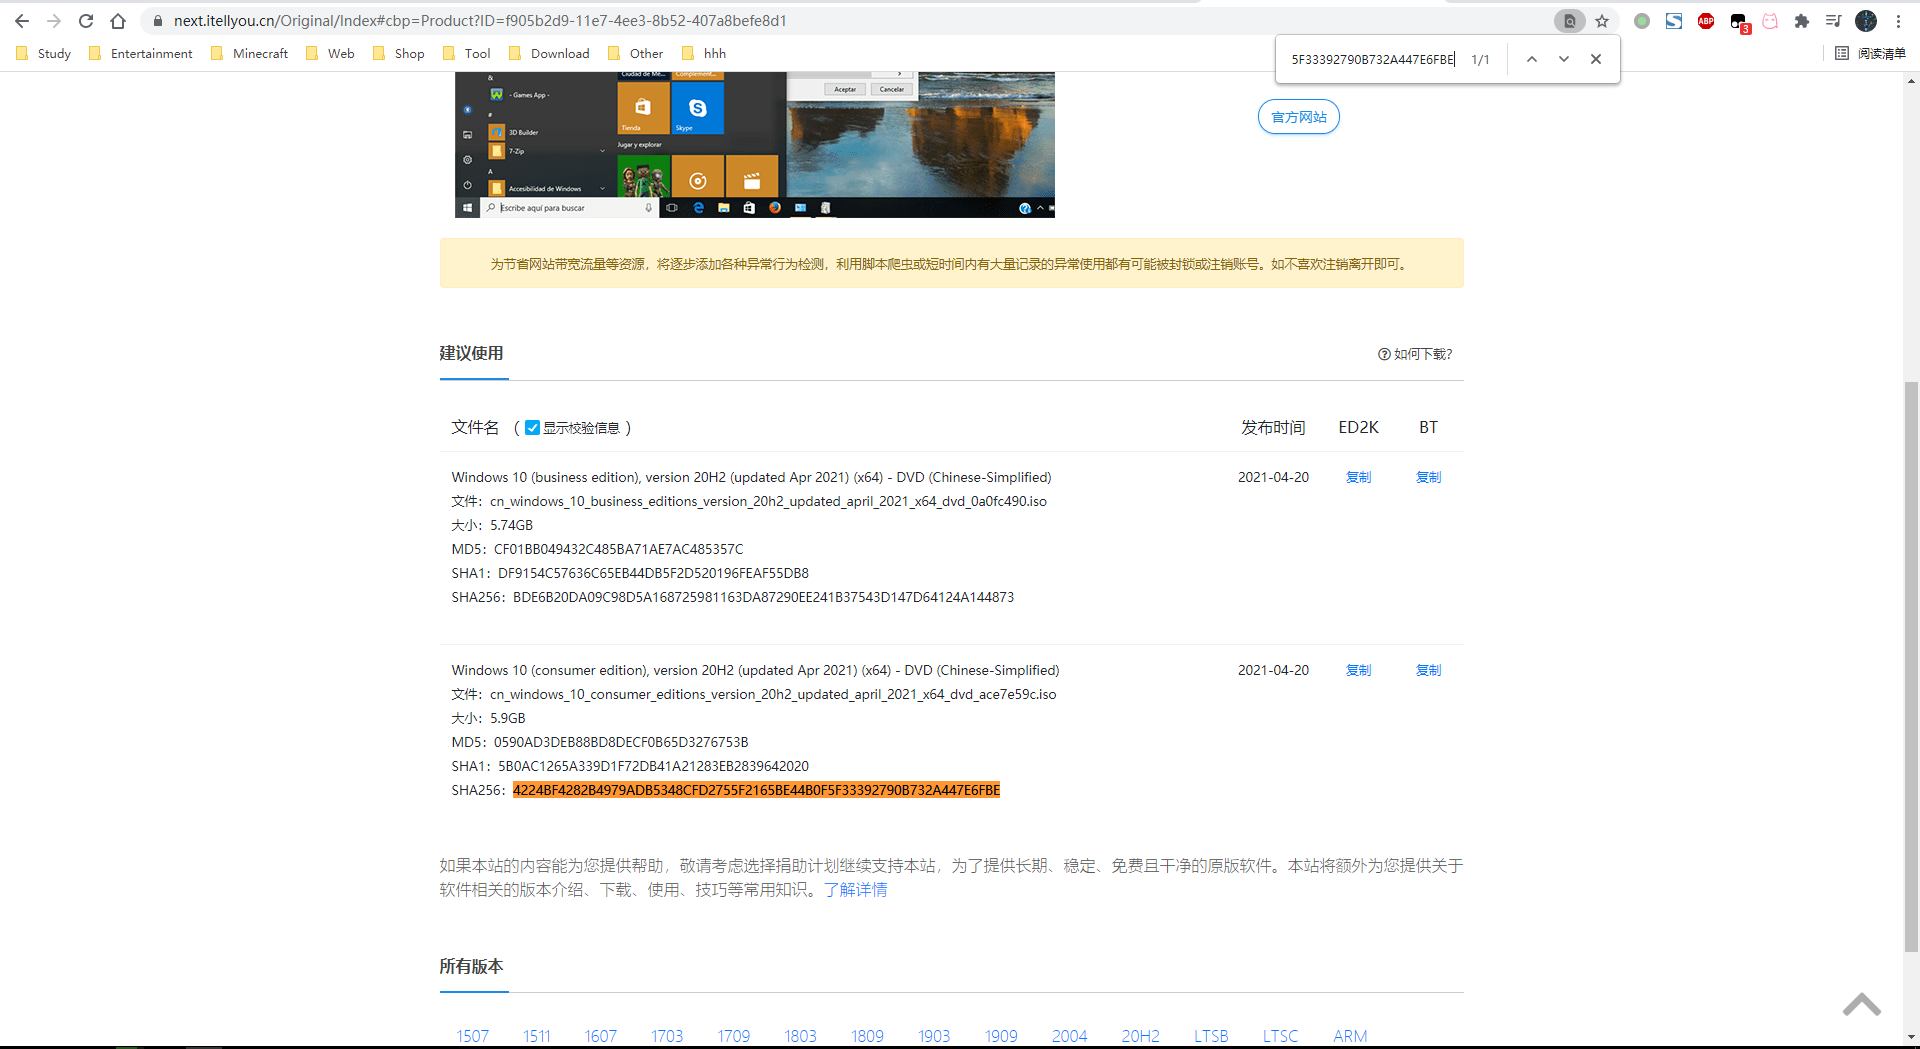 next.itellyou.cn/Original/Index#cbp=Product?ID=f905b2d9-11e7-4ee3-8b52-407a8befe8d1
ABP
3
Study
Entertainment
Minecraft
Web
Shop
Tool
Download
Other
hhh
阅读清单
5F33392790B732A447E6FBE
1/1
Ciudad de Mé...
Complement...
&
- Games App -
#
3D Builder
7-Zip
A
Accesibilidad de Windows
Tienda
Skype
Jugar y explorar
Aceptar
Cancelar
Escribe aquí para buscar
官方网站
为节省网站带宽流量等资源，将逐步添加各种异常行为检测，利用脚本爬虫或短时间内有大量记录的异常使用都有可能被封锁或注销账号。如不喜欢注销离开即可。
建议使用
如何下载?
文件名 （ 显示校验信息 ）
发布时间
ED2K
BT
Windows 10 (business edition), version 20H2 (updated Apr 2021) (x64) - DVD (Chinese-Simplified)
2021-04-20
复制
复制
文件：cn_windows_10_business_editions_version_20h2_updated_april_2021_x64_dvd_0a0fc490.iso
大小：5.74GB
MD5：CF01BB049432C485BA71AE7AC485357C
SHA1：DF9154C57636C65EB44DB5F2D520196FEAF55DB8
SHA256：BDE6B20DA09C98D5A168725981163DA87290EE241B37543D147D64124A144873
Windows 10 (consumer edition), version 20H2 (updated Apr 2021) (x64) - DVD (Chinese-Simplified)
2021-04-20
复制
复制
文件：cn_windows_10_consumer_editions_version_20h2_updated_april_2021_x64_dvd_ace7e59c.iso
大小：5.9GB
MD5：0590AD3DEB88BD8DECF0B65D3276753B
SHA1：5B0AC1265A339D1F72DB41A21283EB2839642020
SHA256：4224BF4282B4979ADB5348CFD2755F2165BE44B0F5F33392790B732A447E6FBE
如果本站的内容能为您提供帮助，敬请考虑选择捐助计划继续支持本站，为了提供长期、稳定、免费且干净的原版软件。本站将额外为您提供关于
软件相关的版本介绍、下载、使用、技巧等常用知识。了解详情
所有版本
1507
1511
1607
1703
1709
1803
1809
1903
1909
2004
20H2
LTSB
LTSC
ARM